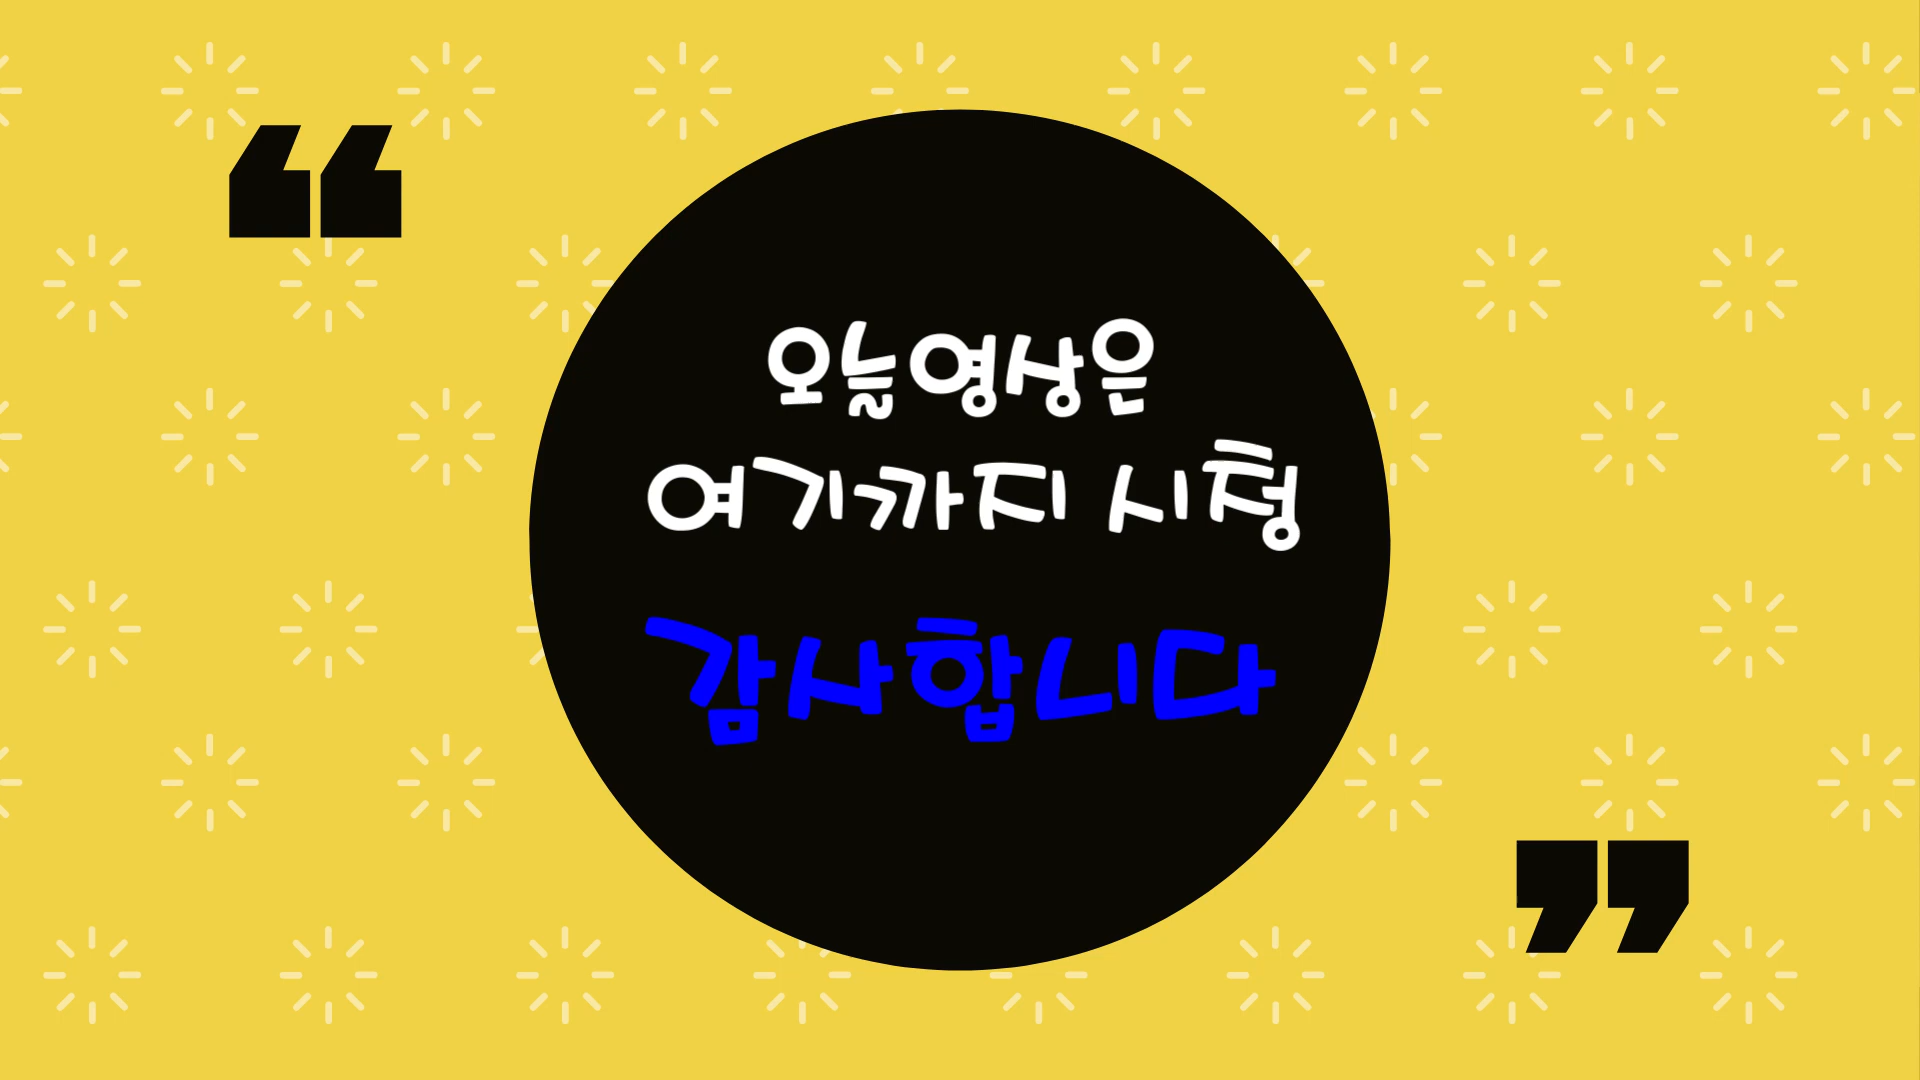 “
오늘영상은
여기까지 시청
감사합니다
”